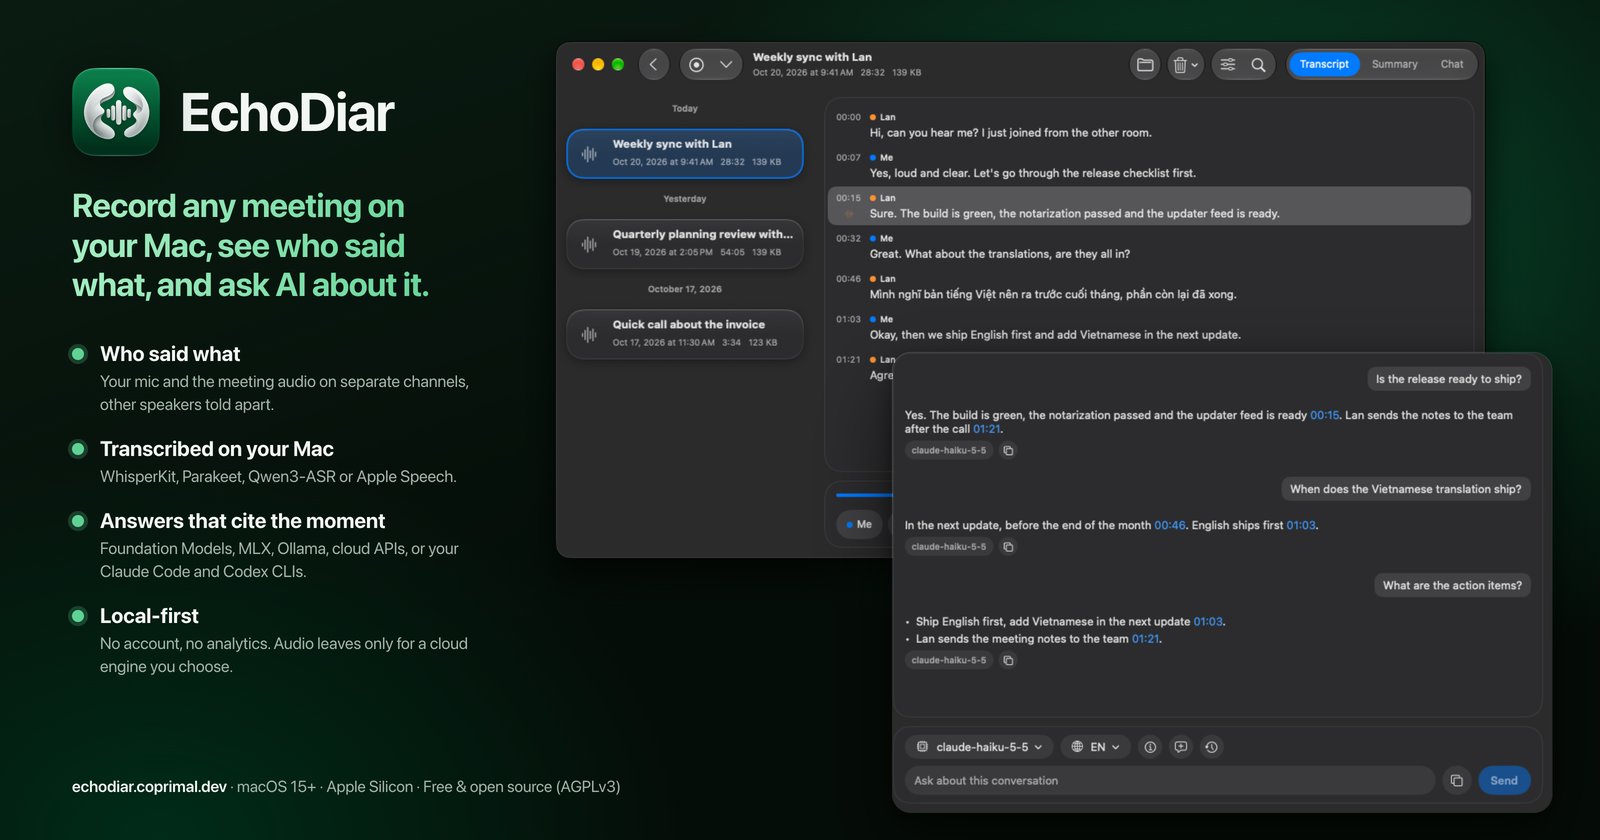 EchoDiar
Record any meeting on
your Mac, see who said
what, and ask AI about it.
Who said what
Your mic and the meeting audio on separate channels,
other speakers told apart.
Transcribed on your Mac
WhisperKit, Parakeet, Qwen3-ASR or Apple Speech.
Answers that cite the moment
Foundation Models, MLX, Ollama, cloud APIs, or your
Claude Code and Codex CLIs.
Local-first
No account, no analytics. Audio leaves only for a cloud
engine you choose.
echodiar.coprimal.dev · macOS 15+ · Apple Silicon · Free & open source (AGPLv3)
Weekly sync with Lan
Oct 20, 2026 at 9:41 AM 28:32 139 KB
Transcript Summary Chat
Today
Weekly sync with Lan
Oct 20, 2026 at 9:41 AM 28:32 139 KB
Yesterday
Quarterly planning review with...
Oct 19, 2026 at 2:05 PM 54:05 139 KB
October 17, 2026
Quick call about the invoice
Oct 17, 2026 at 11:30 AM 3:34 123 KB
00:00 Lan
Hi, can you hear me? I just joined from the other room.
00:07 Me
Yes, loud and clear. Let's go through the release checklist first.
00:15 Lan
Sure. The build is green, the notarization passed and the updater feed is ready.
00:32 Me
Great. What about the translations, are they all in?
00:46 Lan
Mình nghĩ bản tiếng Việt nên ra trước cuối tháng, phần còn lại đã xong.
01:03 Me
Okay, then we ship English first and add Vietnamese in the next update.
01:21 Lan
Agre
Me
Is the release ready to ship?
Yes. The build is green, the notarization passed and the updater feed is ready 00:15. Lan sends the notes to the team
after the call 01:21.
claude-haiku-5-5
When does the Vietnamese translation ship?
In the next update, before the end of the month 00:46. English ships first 01:03.
claude-haiku-5-5
What are the action items?
• Ship English first, add Vietnamese in the next update 01:03.
• Lan sends the meeting notes to the team 01:21.
claude-haiku-5-5
claude-haiku-5-5 EN
Ask about this conversation
Send